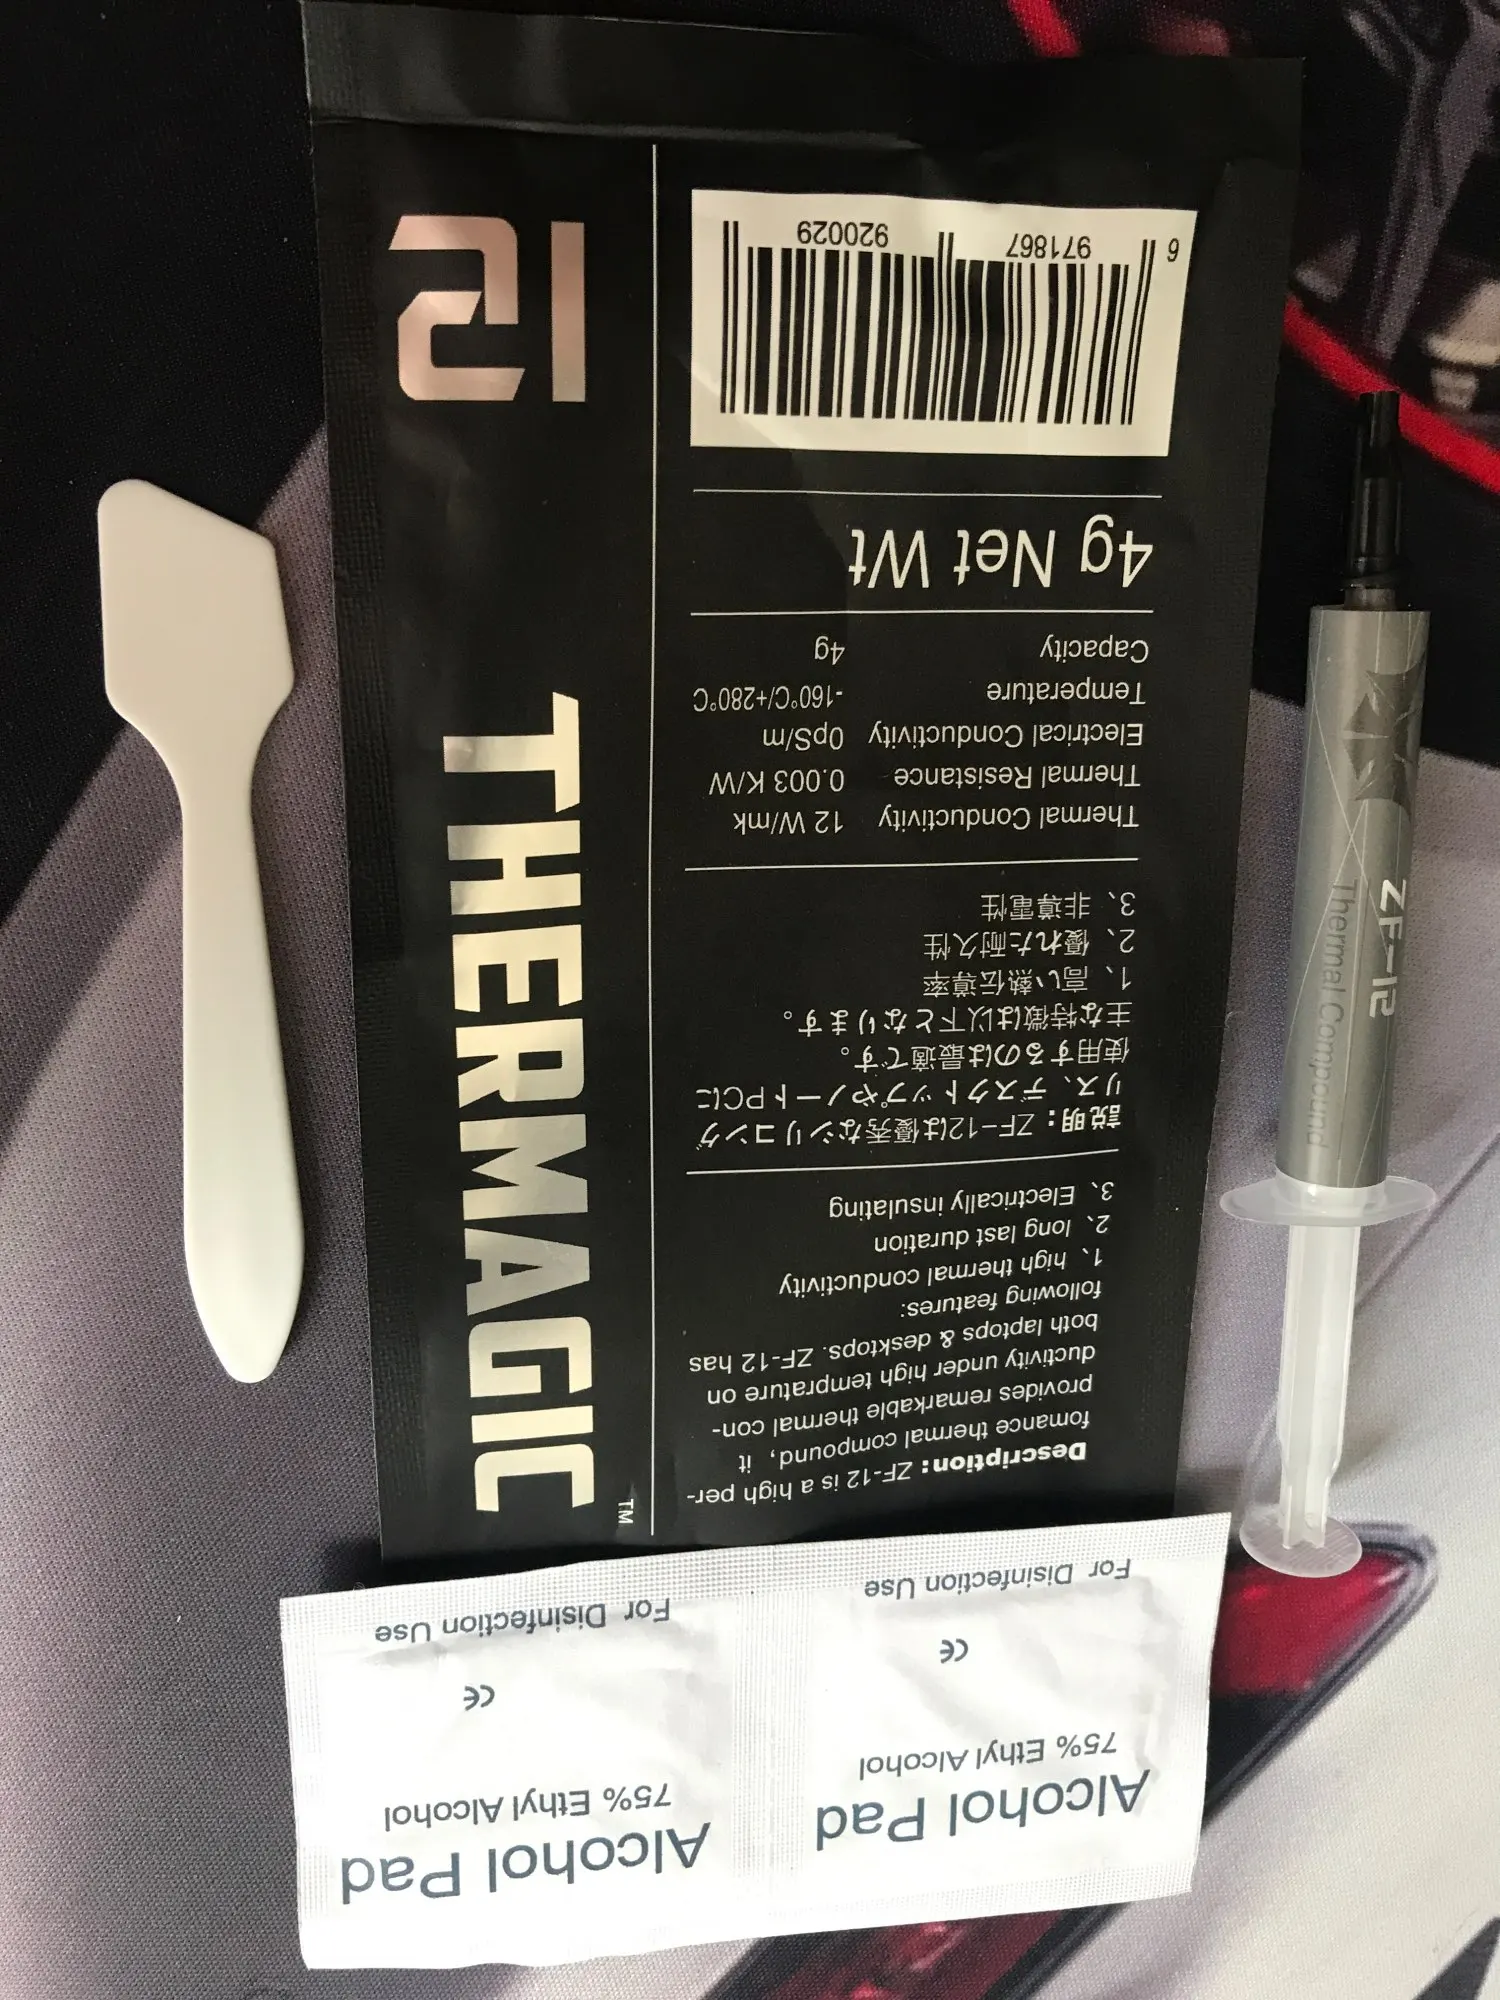 THERMAGIC
TM
12
Description: ZF-12 is a high per-
fomance thermal compound, it
provides remarkable thermal con-
ductivity under high temprature on
both laptops & desktops. ZF-12 has
following features:
1、high thermal conductivity
2、long last duration
3、Electrically insulating
説明：ZF-12は優秀なシリコング
リス、デスクトップやノートPCに
使用するのは最適です。
主な特徴は以下となります。
1、高い熱伝導率
2、優れた耐久性
3、非導電性
Thermal Conductivity 12 W/mk
Thermal Resistance 0.003 K/W
Electrical Conductivity 0pS/m
Temperature -160°C/+280°C
Capacity 4g
4g Net Wt
6 971867 920029
ZF-12
Thermal Compound
Alcohol Pad
75% Ethyl Alcohol
CE
For Disinfection Use
Alcohol Pad
75% Ethyl Alcohol
CE
For Disinfection Use